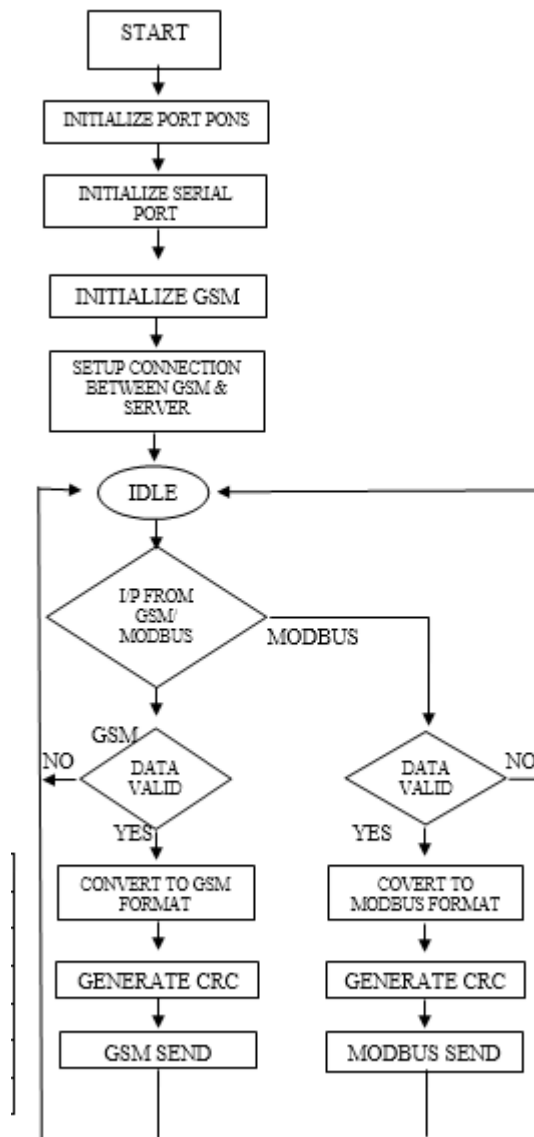 START
INITIALIZE PORT PONS
INITIALIZE SERIAL
PORT
INITIALIZE GSM
SETUP CONNECTION
BETWEEN GSM &
SERVER
IDLE
I/P FROM
GSM/
MODBUS
MODBUS
GSM
NO
DATA
VALID
YES
DATA
VALID
NO
YES
CONVERT TO GSM
FORMAT
COVERT TO
MODBUS FORMAT
GENERATE CRC
GENERATE CRC
GSM SEND
MODBUS SEND